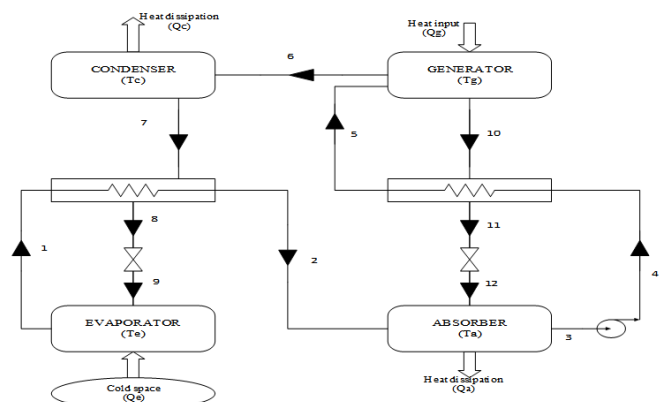 Heat dissipation
(Qc)
Heat input
(Qg)
CONDENSER
(Tc)
6
GENERATOR
(Tg)
7
5
10
8
11
1
2
4
9
12
EVAPORATOR
(Te)
ABSORBER
(Ta)
3
Cold space
(Qe)
Heat dissipation
(Qa)